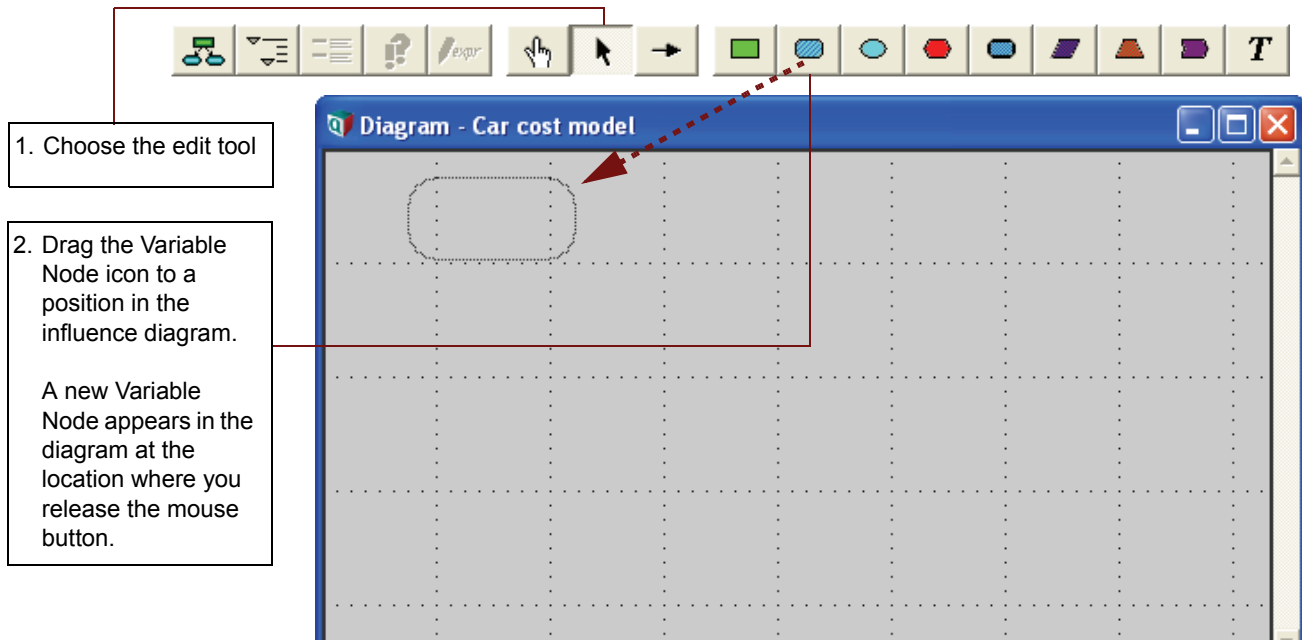 expr
T
Diagram - Car cost model
1. Choose the edit tool
2. Drag the Variable
Node icon to a
position in the
influence diagram.
A new Variable
Node appears in the
diagram at the
location where you
release the mouse
button.